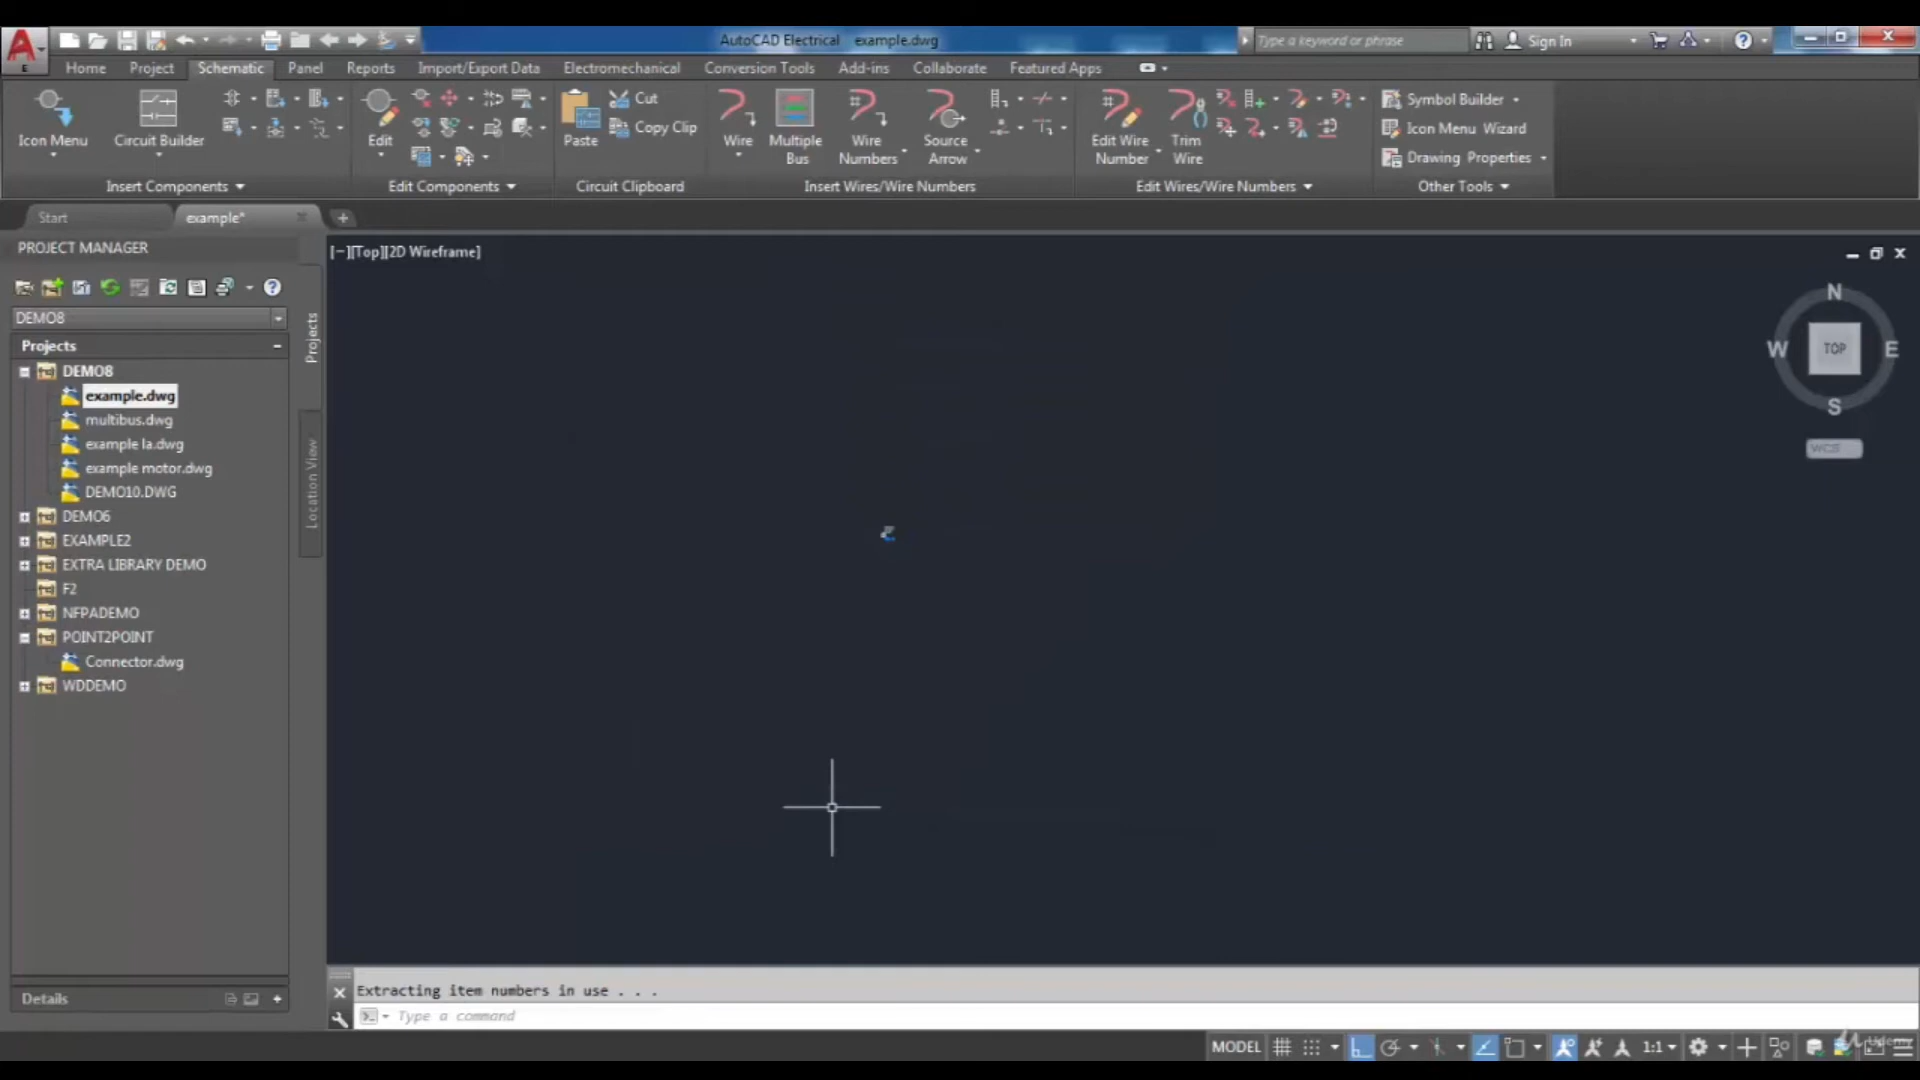 AutoCAD Electrical example.dwg
Type a keyword or phrase
Sign In
Home Project Schematic Panel Reports Import/Export Data Electromechanical Conversion Tools Add-ins Collaborate Featured Apps
Icon Menu
Circuit Builder
Insert Components
Edit
Edit Components
Paste
Cut
Copy Clip
Circuit Clipboard
Wire
Multiple
Bus
Wire
Numbers
Source
Arrow
Insert Wires/Wire Numbers
Edit Wire
Number
Trim
Wire
Edit Wires/Wire Numbers
Symbol Builder
Icon Menu Wizard
Drawing Properties
Other Tools
Start
example*
PROJECT MANAGER
DEMO8
Projects
DEMO8
example.dwg
multibus.dwg
example la.dwg
example motor.dwg
DEMO10.DWG
DEMO6
EXAMPLE2
EXTRA LIBRARY DEMO
F2
NFPADEMO
POINT2POINT
Connector.dwg
WDDEMO
Details
Projects
Location View
[−][Top][2D Wireframe]
N
W
TOP
E
S
WCS
Extracting item numbers in use . . .
Type a command
MODEL
1:1
Udemy